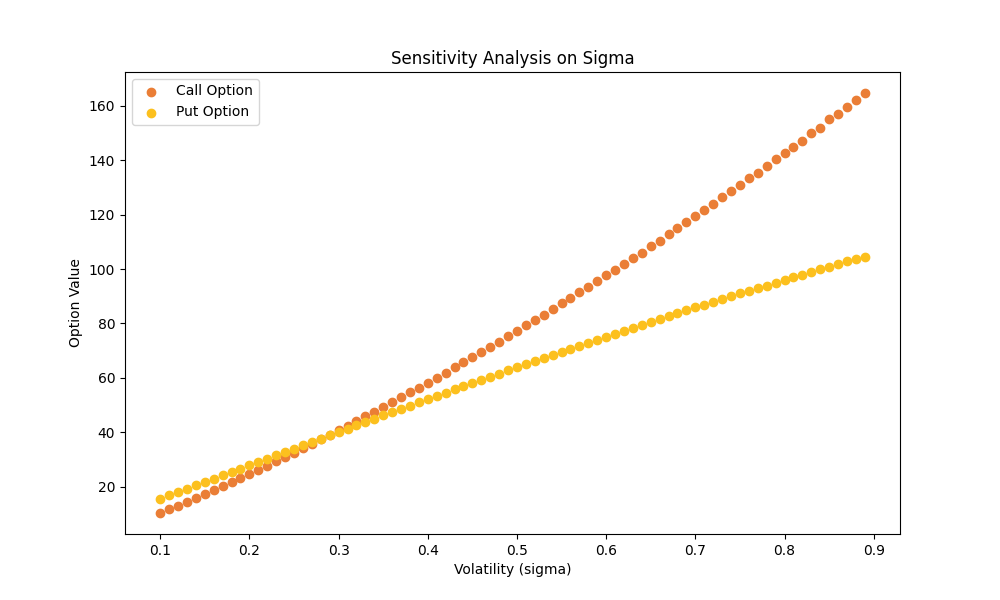 Sensitivity Analysis on Sigma
Call Option
Put Option
160
140
120
100
80
60
40
20
Option Value
0.1 0.2 0.3 0.4 0.5 0.6 0.7 0.8 0.9
Volatility (sigma)